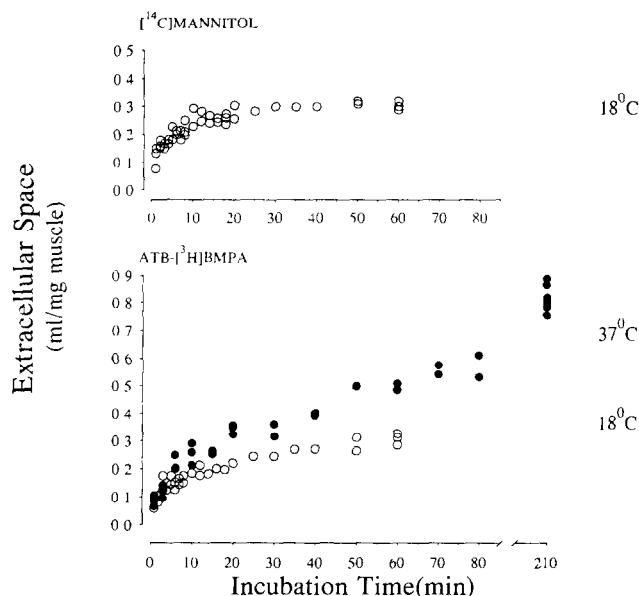 [¹⁴C]MANNITOL
0 5
0 4
0 3
0 2
0 1
0 0
18⁰C
0 10 20 30 40 50 60 70 80
Extracellular Space
(ml/mg muscle)
ATB-[³H]BMPA
0 9
0 8
0 7
0 6
0 5
0 4
0 3
0 2
0 1
0 0
37⁰C
18⁰C
0 10 20 30 40 50 60 70 80 210
Incubation Time(min)